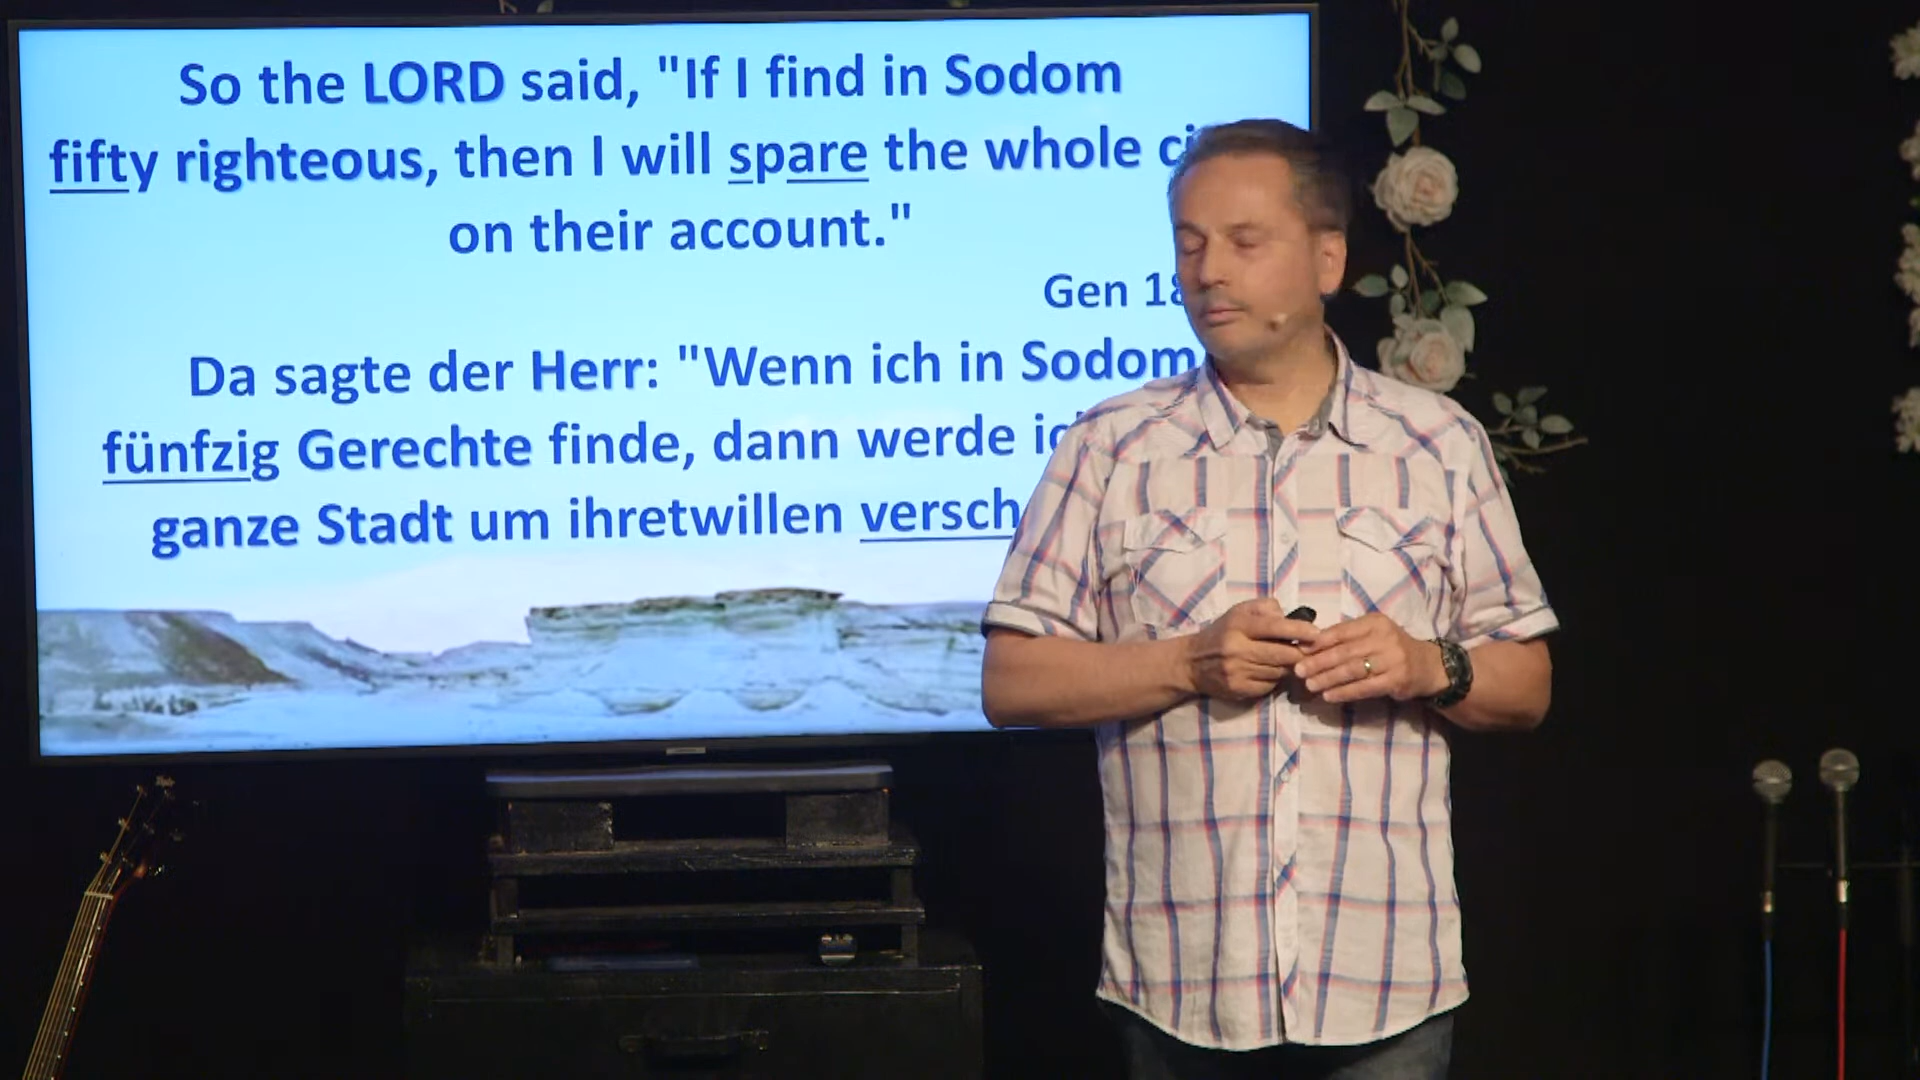 So the LORD said, "If I find in Sodom
fifty righteous, then I will spare the whole
on their account."
Gen
Da sagte der Herr: "Wenn ich in Sodom
fünfzig Gerechte finde, dann werde
ganze Stadt um ihretwillen